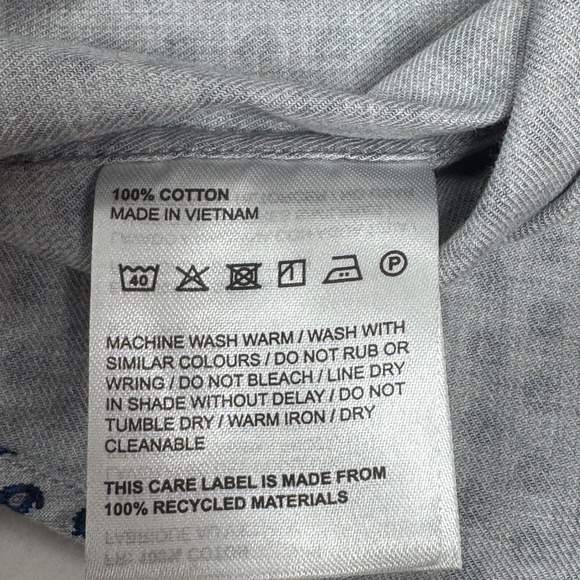 100% COTTON
MADE IN VIETNAM
40
P
MACHINE WASH WARM / WASH WITH
SIMILAR COLOURS / DO NOT RUB OR
WRING / DO NOT BLEACH / LINE DRY
IN SHADE WITHOUT DELAY / DO NOT
TUMBLE DRY / WARM IRON / DRY
CLEANABLE
THIS CARE LABEL IS MADE FROM
100% RECYCLED MATERIALS